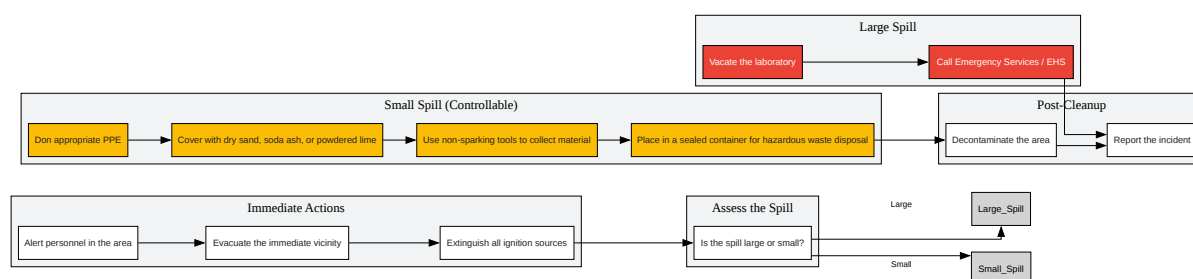 Large Spill
Vacate the laboratory
Call Emergency Services / EHS
Small Spill (Controllable)
Don appropriate PPE
Cover with dry sand, soda ash, or powdered lime
Use non-sparking tools to collect material
Place in a sealed container for hazardous waste disposal
Post-Cleanup
Decontaminate the area
Report the incident
Immediate Actions
Alert personnel in the area
Evacuate the immediate vicinity
Extinguish all ignition sources
Assess the Spill
Is the spill large or small?
Large
Large_Spill
Small
Small_Spill